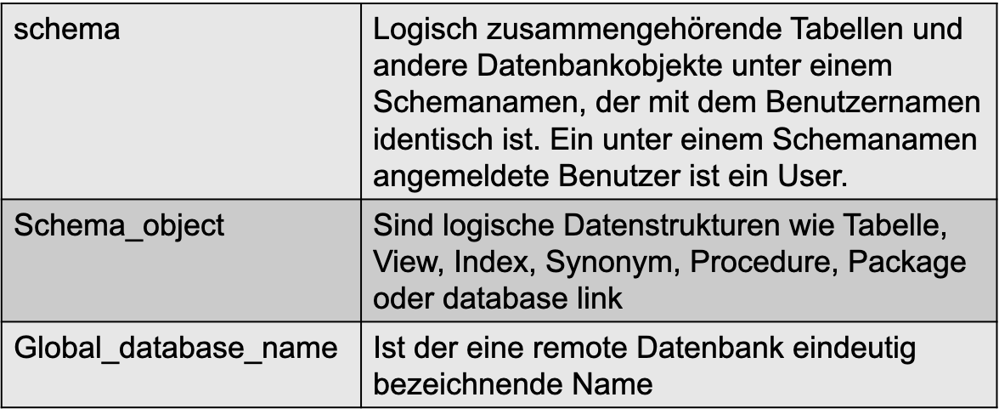 schema
Logisch zusammengehörende Tabellen und
andere Datenbankobjekte unter einem
Schemanamen, der mit dem Benutzernamen
identisch ist. Ein unter einem Schemanamen
angemeldete Benutzer ist ein User.
Schema_object
Sind logische Datenstrukturen wie Tabelle,
View, Index, Synonym, Procedure, Package
oder database link
Global_database_name
Ist der eine remote Datenbank eindeutig
bezeichnende Name